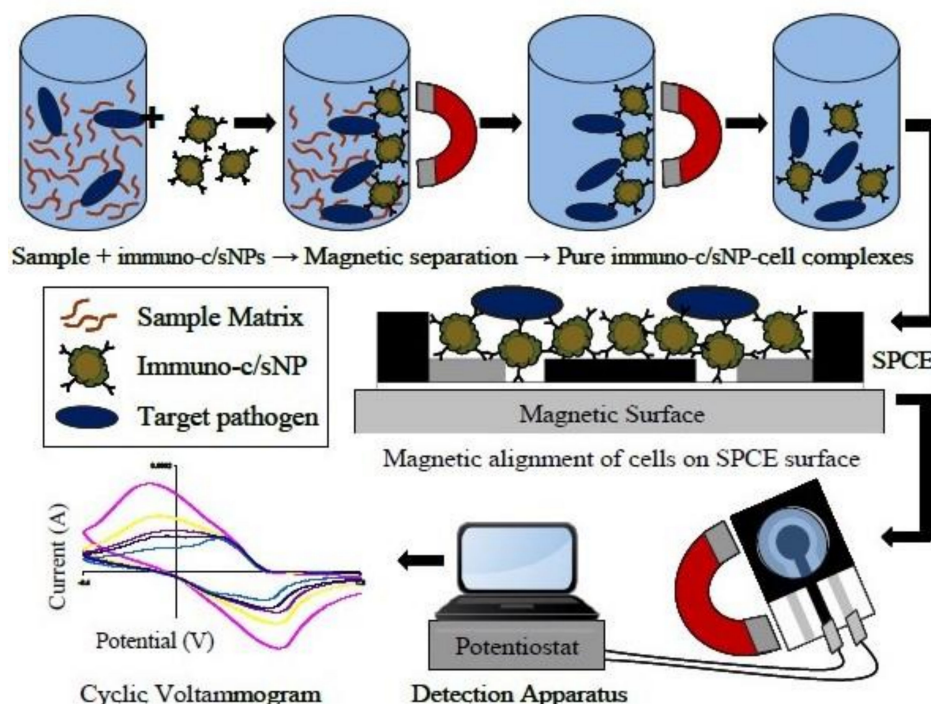 Sample + immuno-c/sNPs → Magnetic separation → Pure immuno-c/sNP-cell complexes
Sample Matrix
Immuno-c/sNP
Target pathogen
SPCE
Magnetic Surface
Magnetic alignment of cells on SPCE surface
Current (A)
Potential (V)
Cyclic Voltammogram
Potentiostat
Detection Apparatus